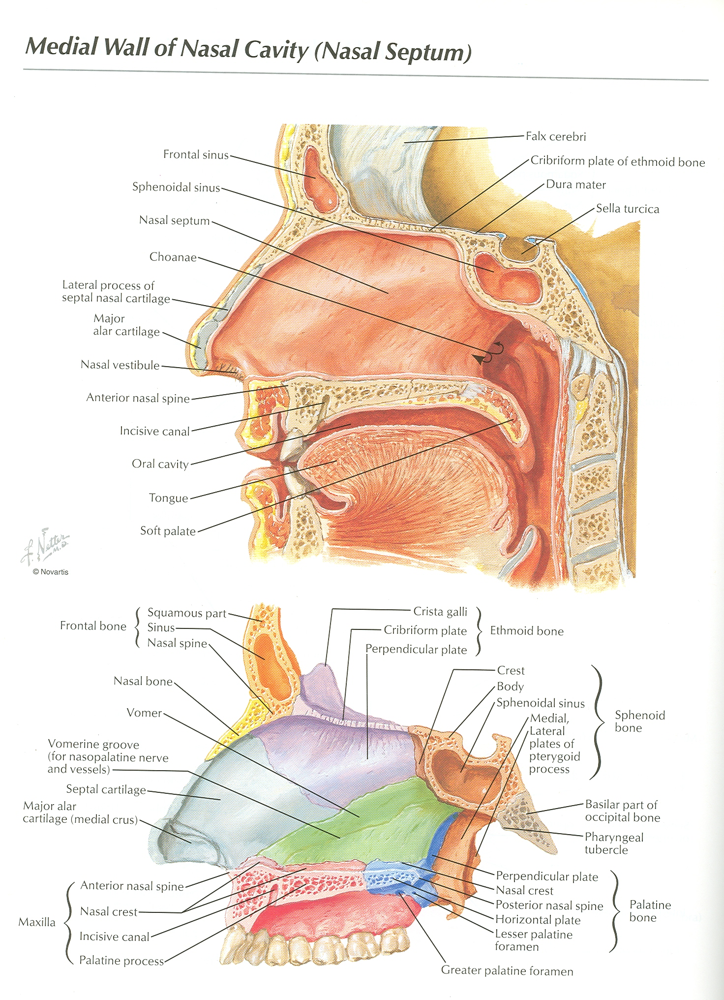 Medial Wall of Nasal Cavity (Nasal Septum)
Frontal sinus
Sphenoidal sinus
Nasal septum
Choanae
Lateral process of
septal nasal cartilage
Major
alar cartilage
Nasal vestibule
Anterior nasal spine
Incisive canal
Oral cavity
Tongue
Soft palate
Falx cerebri
Cribriform plate of ethmoid bone
Dura mater
Sella turcica
F. Netter
M.D.
© Novartis
Frontal bone
Squamous part
Sinus
Nasal spine
Nasal bone
Vomer
Vomerine groove
(for nasopalatine nerve
and vessels)
Septal cartilage
Major alar
cartilage (medial crus)
Maxilla
Anterior nasal spine
Nasal crest
Incisive canal
Palatine process
Crista galli
Cribriform plate
Perpendicular plate
Ethmoid bone
Crest
Body
Sphenoidal sinus
Medial,
Lateral
plates of
pterygoid
process
Sphenoid
bone
Basilar part of
occipital bone
Pharyngeal
tubercle
Perpendicular plate
Nasal crest
Posterior nasal spine
Horizontal plate
Lesser palatine
foramen
Palatine
bone
Greater palatine foramen